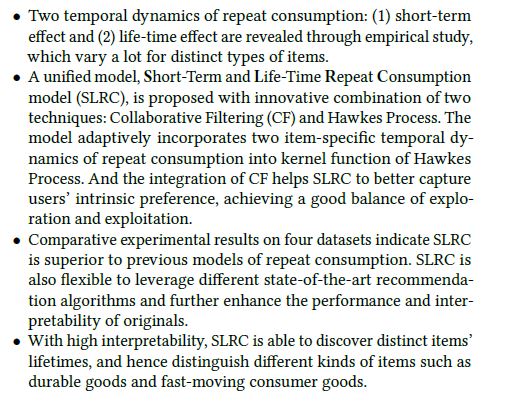 • Two temporal dynamics of repeat consumption: (1) short-term
effect and (2) life-time effect are revealed through empirical study,
which vary a lot for distinct types of items.
• A unified model, Short-Term and Life-Time Repeat Consumption
model (SLRC), is proposed with innovative combination of two
techniques: Collaborative Filtering (CF) and Hawkes Process. The
model adaptively incorporates two item-specific temporal dy-
namics of repeat consumption into kernel function of Hawkes
Process. And the integration of CF helps SLRC to better capture
users' intrinsic preference, achieving a good balance of explo-
ration and exploitation.
• Comparative experimental results on four datasets indicate SLRC
is superior to previous models of repeat consumption. SLRC is
also flexible to leverage different state-of-the-art recommenda-
tion algorithms and further enhance the performance and inter-
pretability of originals.
• With high interpretability, SLRC is able to discover distinct items'
lifetimes, and hence distinguish different kinds of items such as
durable goods and fast-moving consumer goods.